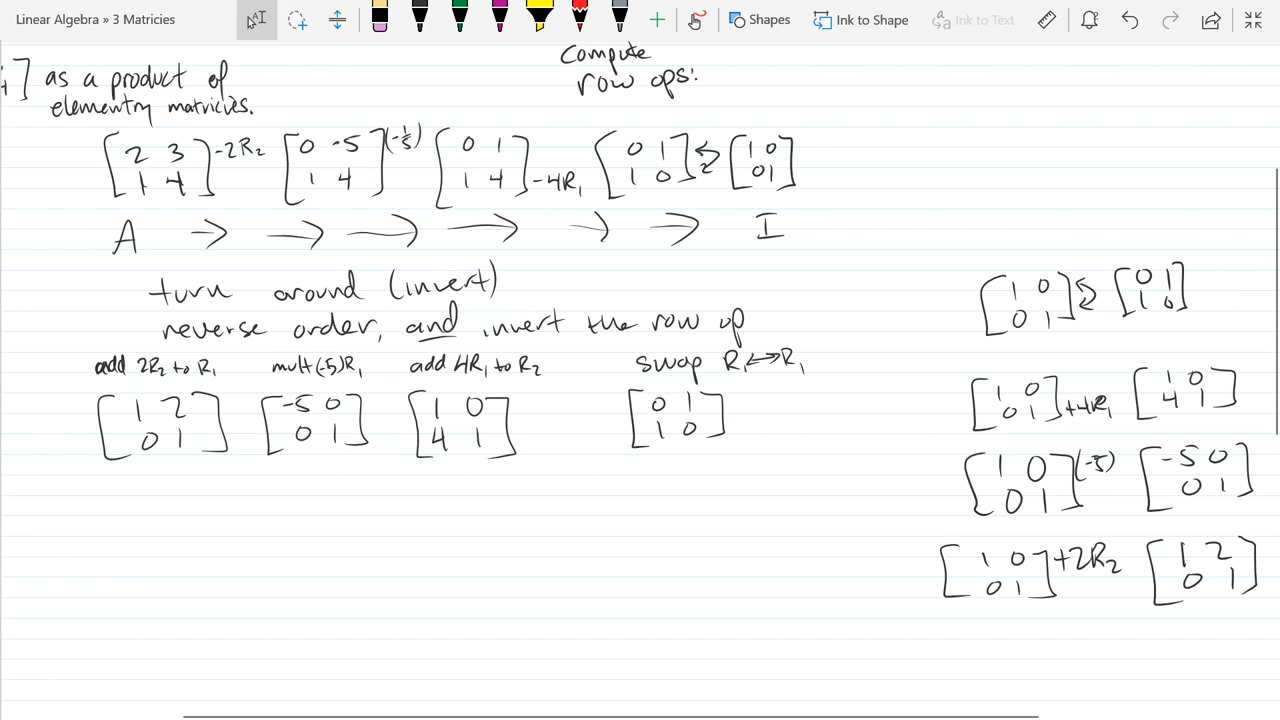 Linear Algebra » 3 Matricies
Shapes
Ink to Shape
Ink to Text
4] as a product of
elementry matricies.
Compute
row ops:
[2 3 -2R₂ [0 -5 (-1/5) [0 1 [0 1 [1 0
1 4] 1 4] 1 4] -4R₁ 1 0] ↔ 0 1]
A → → → → → → I
turn around (invert)
reverse order, and invert the row op
add 2R₂ to R₁ mult(-5)R₁ add 4R₁ to R₂ swap R₁↔R₁
[1 2 [-5 0 [1 0 [0 1
0 1] 0 1] 4 1] 1 0]
[1 0 [0 1
0 1] 1 0]
[1 0 [1 0
0 1] +4R₁ 4 1]
[1 0 (-5) [-5 0
0 1] 0 1]
[1 0 +2R₂ [1 2
0 1] 0 1]